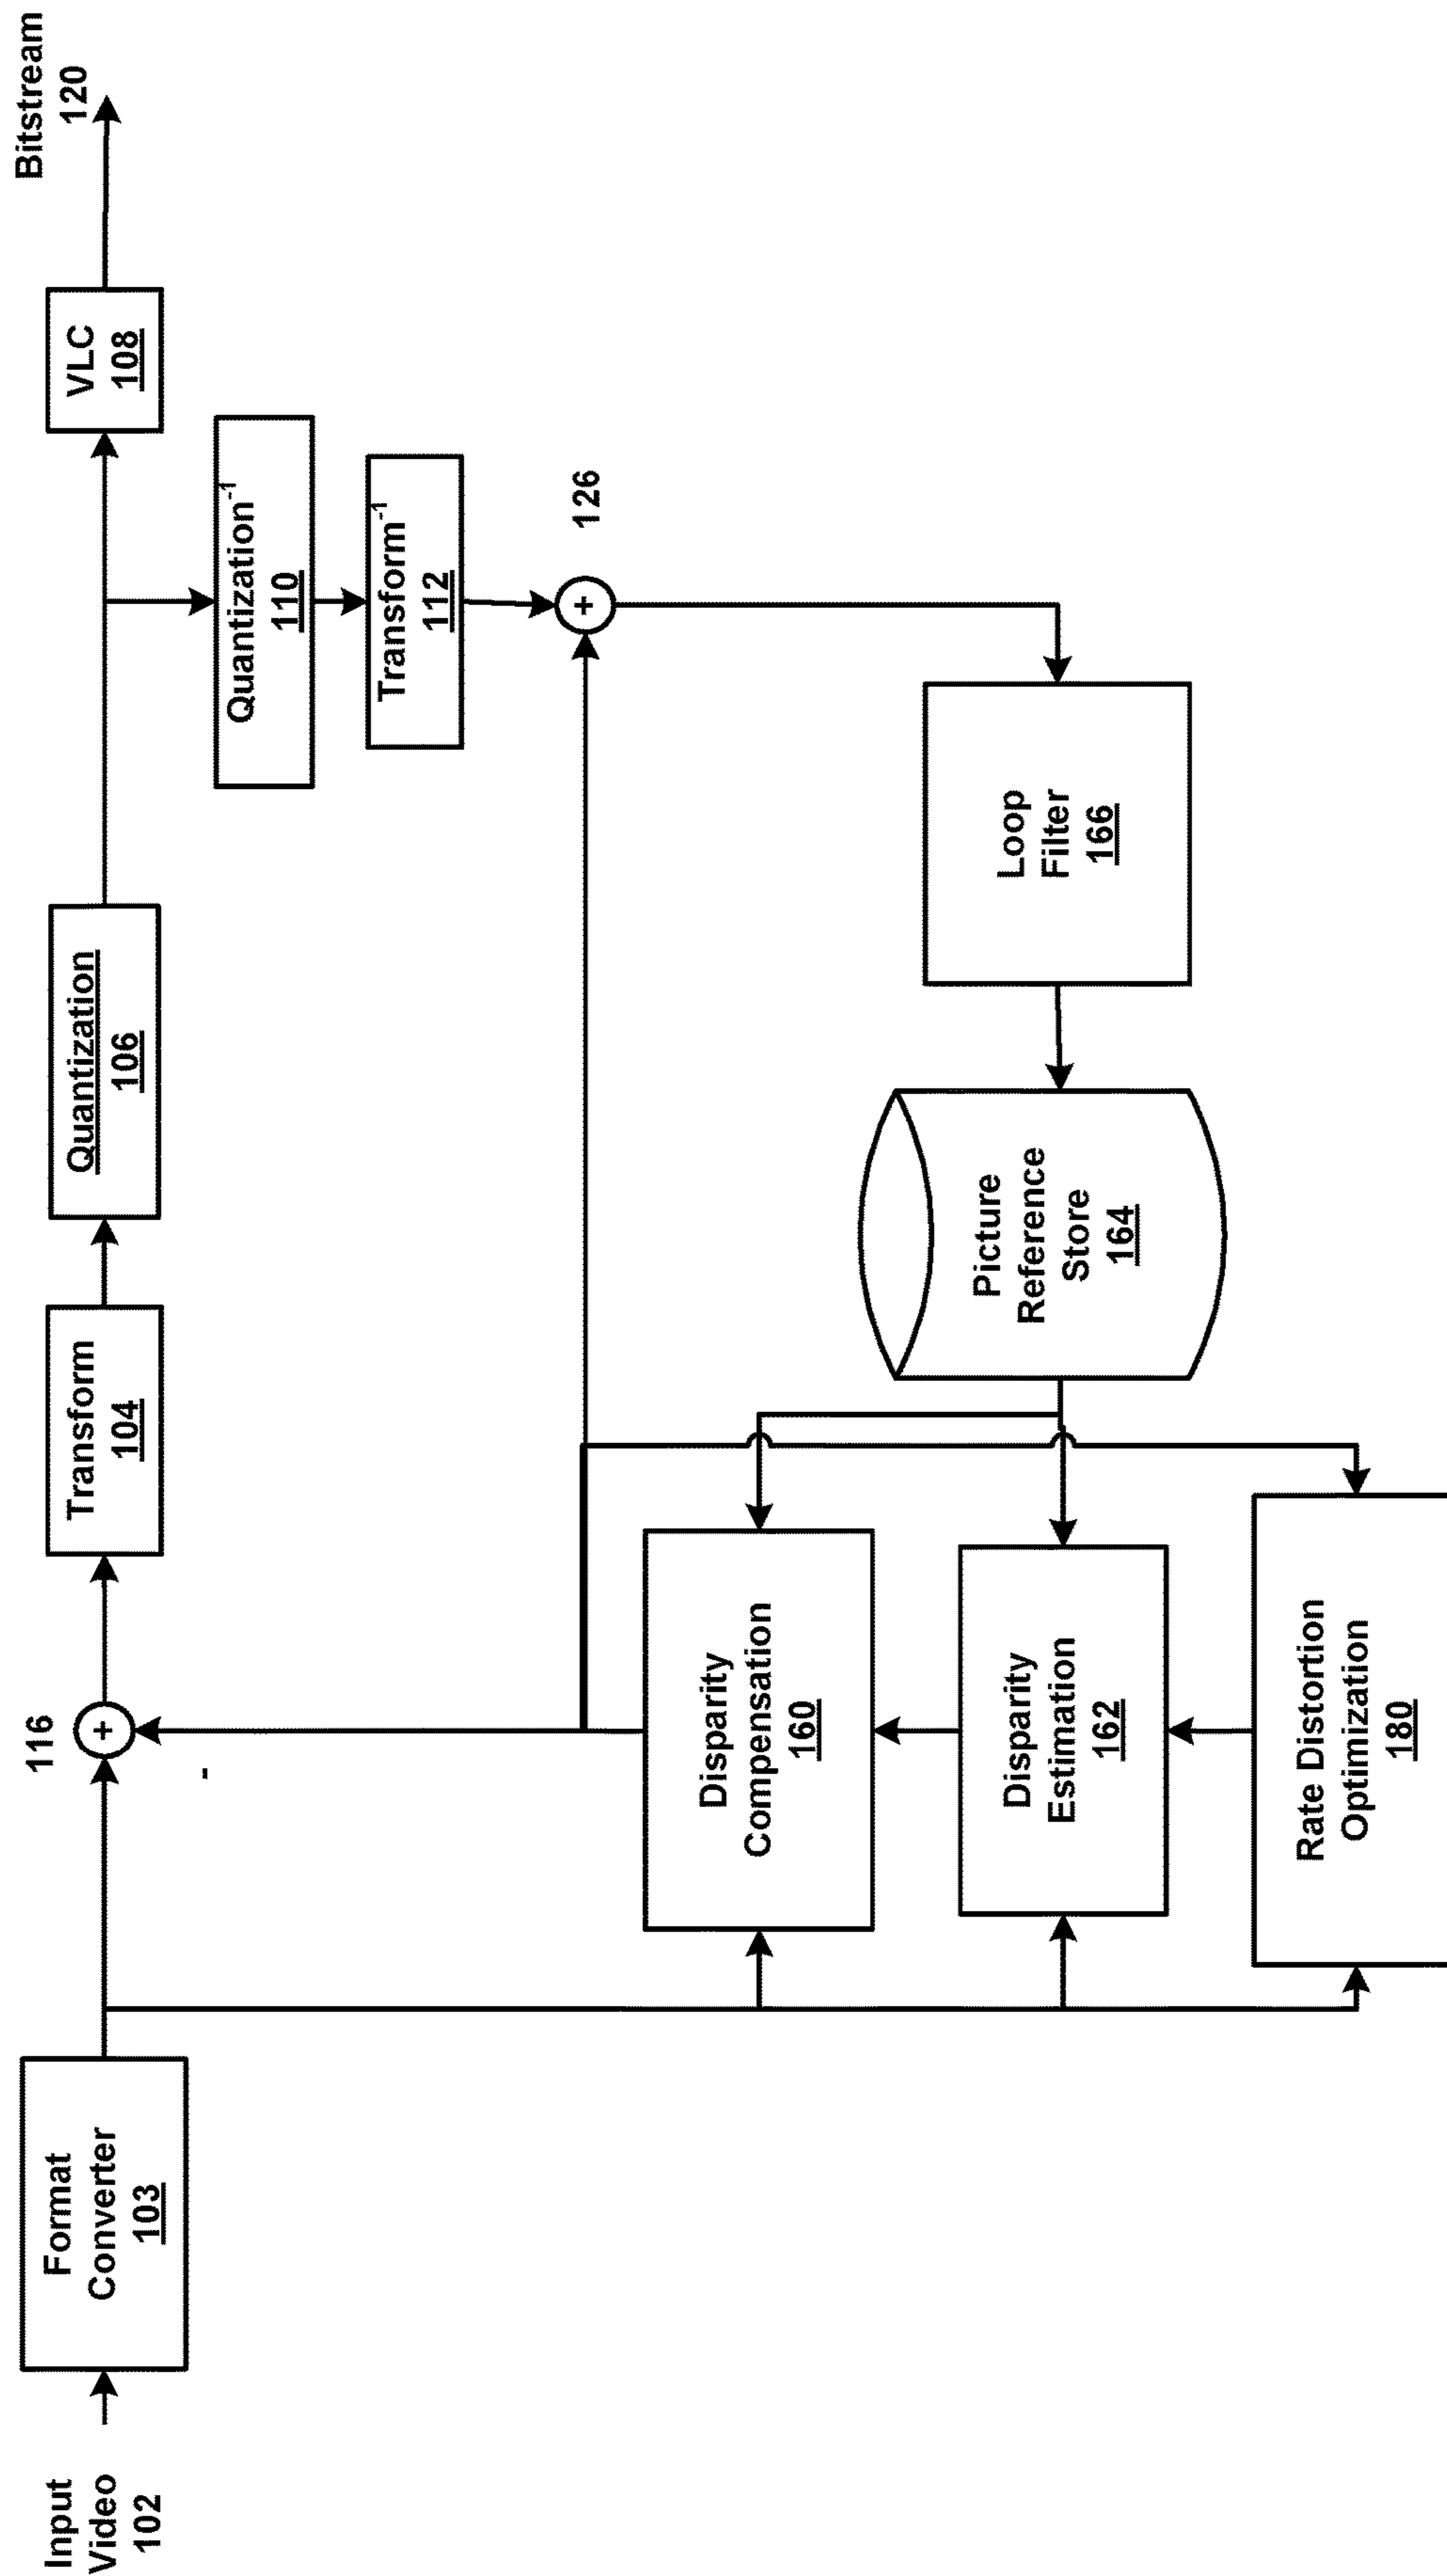 Input
Video
102
Format
Converter
103
116
+
-
Transform
104
Quantization
106
VLC
108
Bitstream
120
Quantization-1
110
Transform-1
112
+
126
Disparity
Compensation
160
Disparity
Estimation
162
Rate Distortion
Optimization
180
Picture
Reference
Store
164
Loop
Filter
166